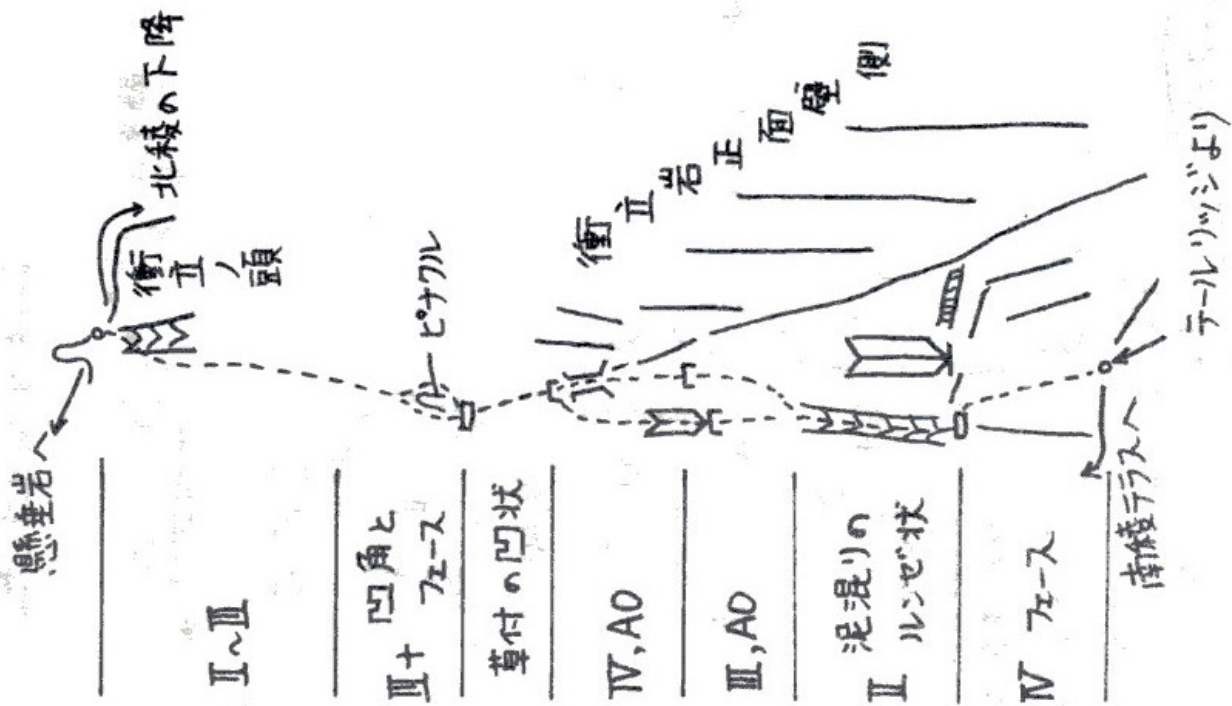 懸垂岩へ
北稜の下降
衝立ノ頭
II~III
III+ 凹角と
フェース
ピナクル
草付の凹状
衝立岩正面壁側
IV, A0
III, A0
II 泥混りの
ルンゼ状
IV フェース
南稜テラスへ
テールリッジより